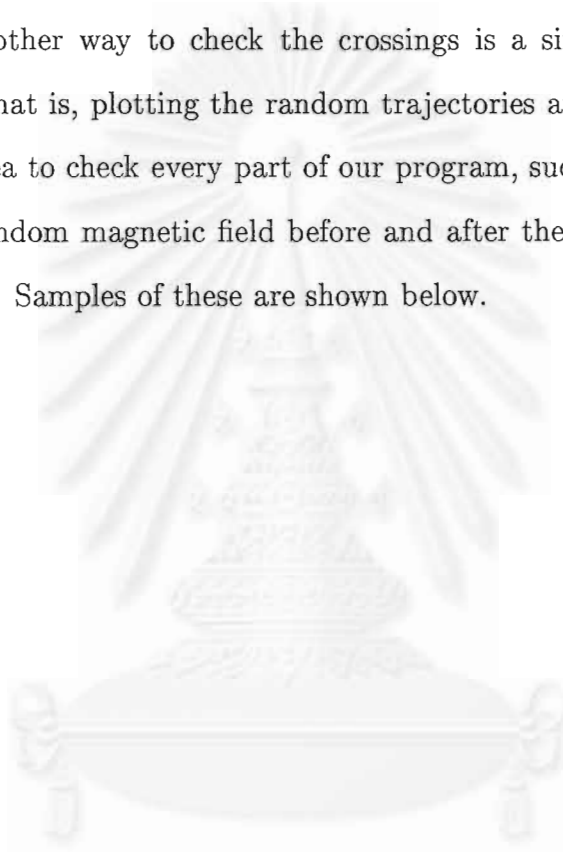 other way to check the crossings is a si
hat is, plotting the random trajectories a
a to check every part of our program, suc
ndom magnetic field before and after the
Samples of these are shown below.